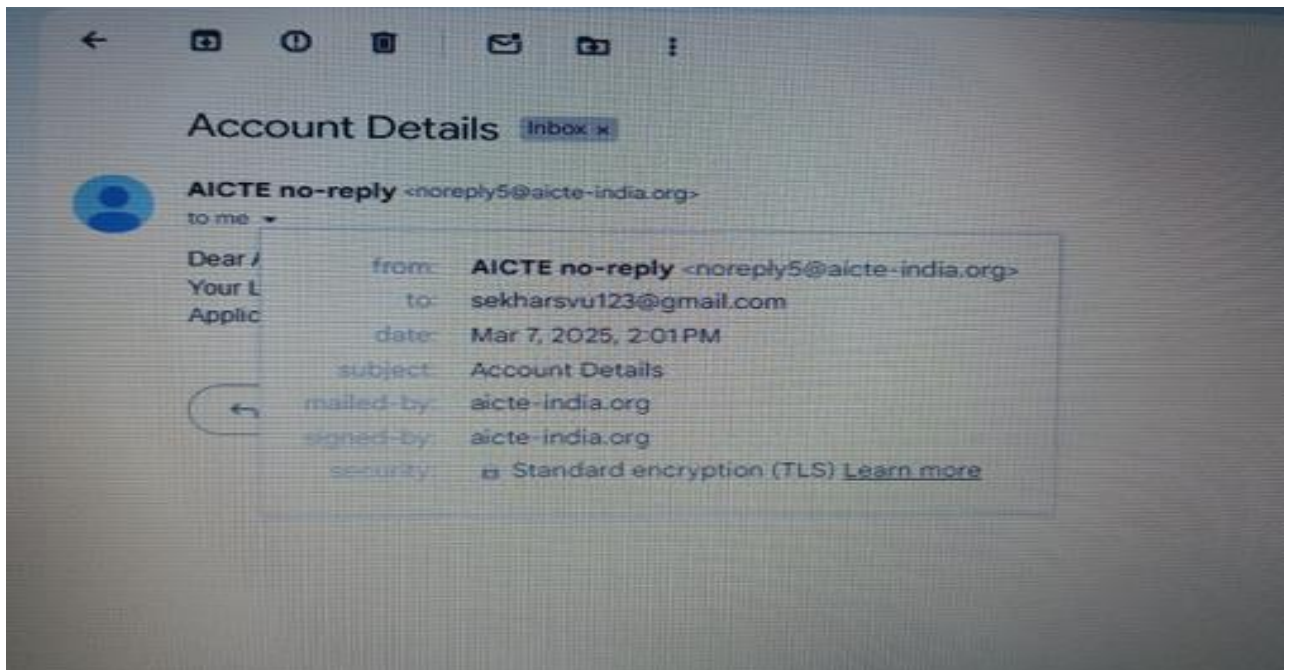 Account Details Inbox ×
AICTE no-reply <noreply5@aicte-india.org>
to me
Dear A
Your L
Applic
from: AICTE no-reply <noreply5@aicte-india.org>
to: sekharsvu123@gmail.com
date: Mar 7, 2025, 2:01 PM
subject: Account Details
mailed-by: aicte-india.org
signed-by: aicte-india.org
security: Standard encryption (TLS) Learn more